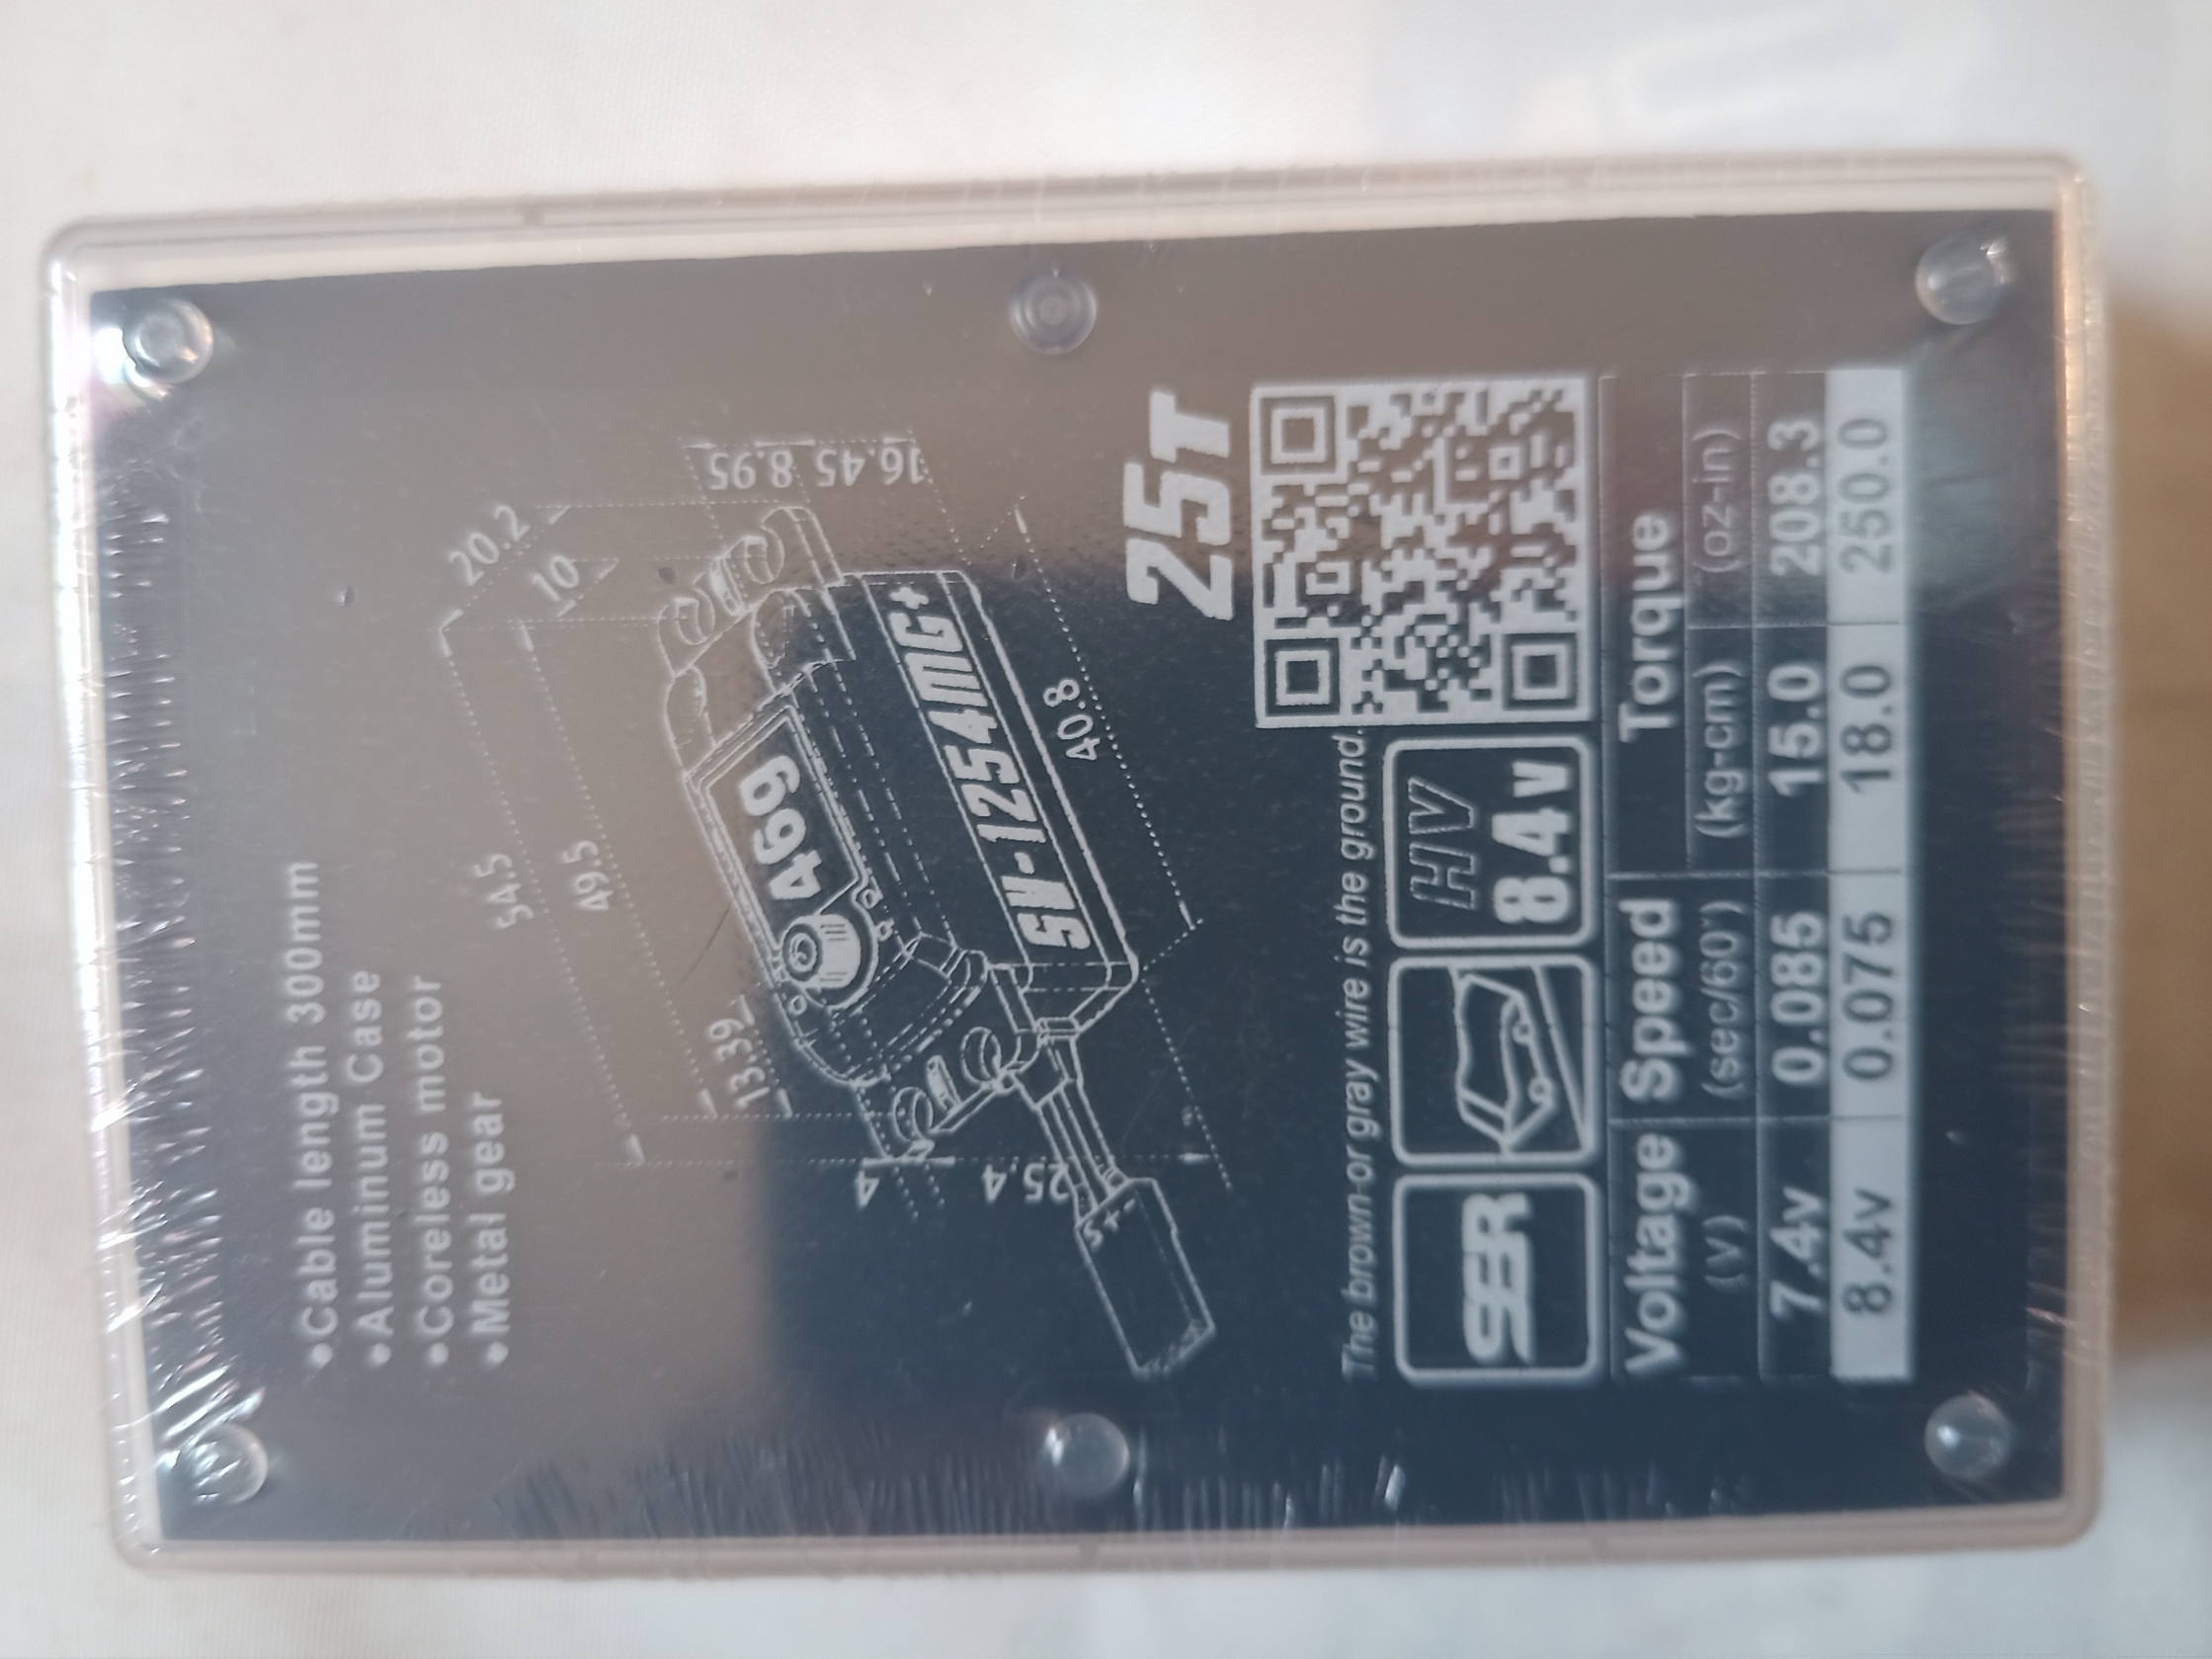 •Cable length 300mm
•Aluminum Case
•Coreless motor
•Metal gear
54.5
20.2
49.5
10
13.39
8.95
16.45
46g
SW-1254MG+
40.8
4
25.4
S + -
25T
The brown or gray wire is the ground.
SER
HV
8.4v
Voltage Speed Torque
(V) (sec/60°) (kg-cm) (oz-in)
7.4v 0.085 15.0 208.3
8.4v 0.075 18.0 250.0